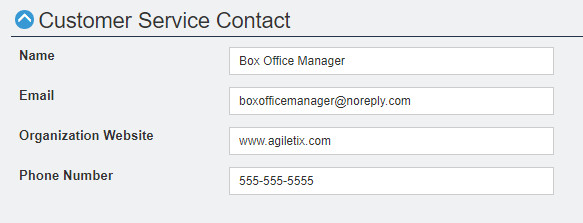 Customer Service Contact
Name Box Office Manager
Email boxofficemanager@noreply.com
Organization Website www.agiletix.com
Phone Number 555-555-5555